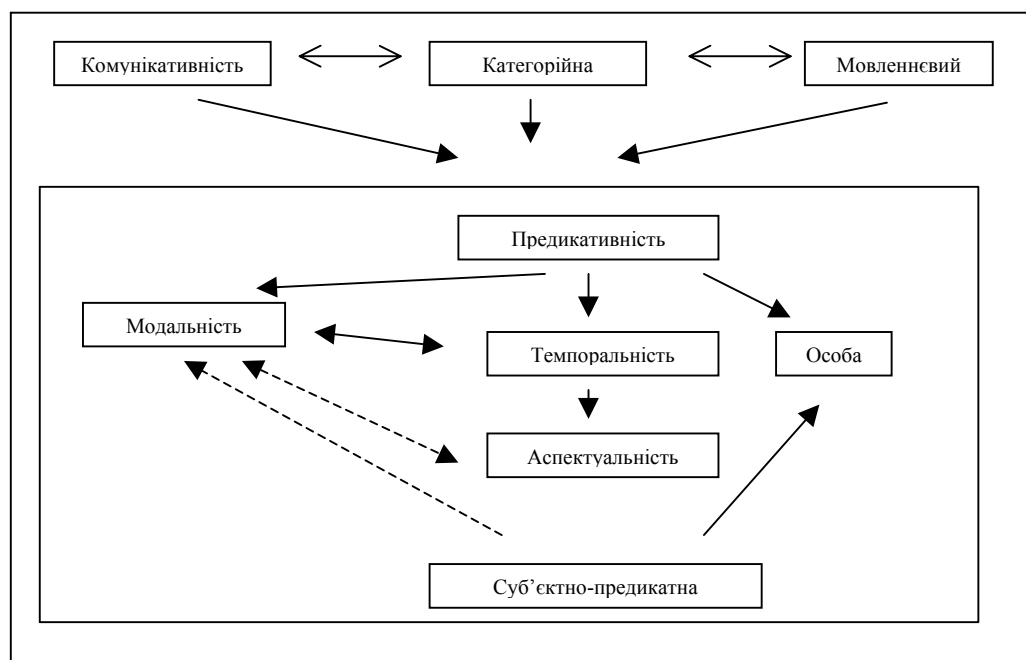 Комунікативність
Категорійна
Мовленнєвий
Предикативність
Модальність
Темпоральність
Особа
Аспектуальність
Суб’єктно-предикатна